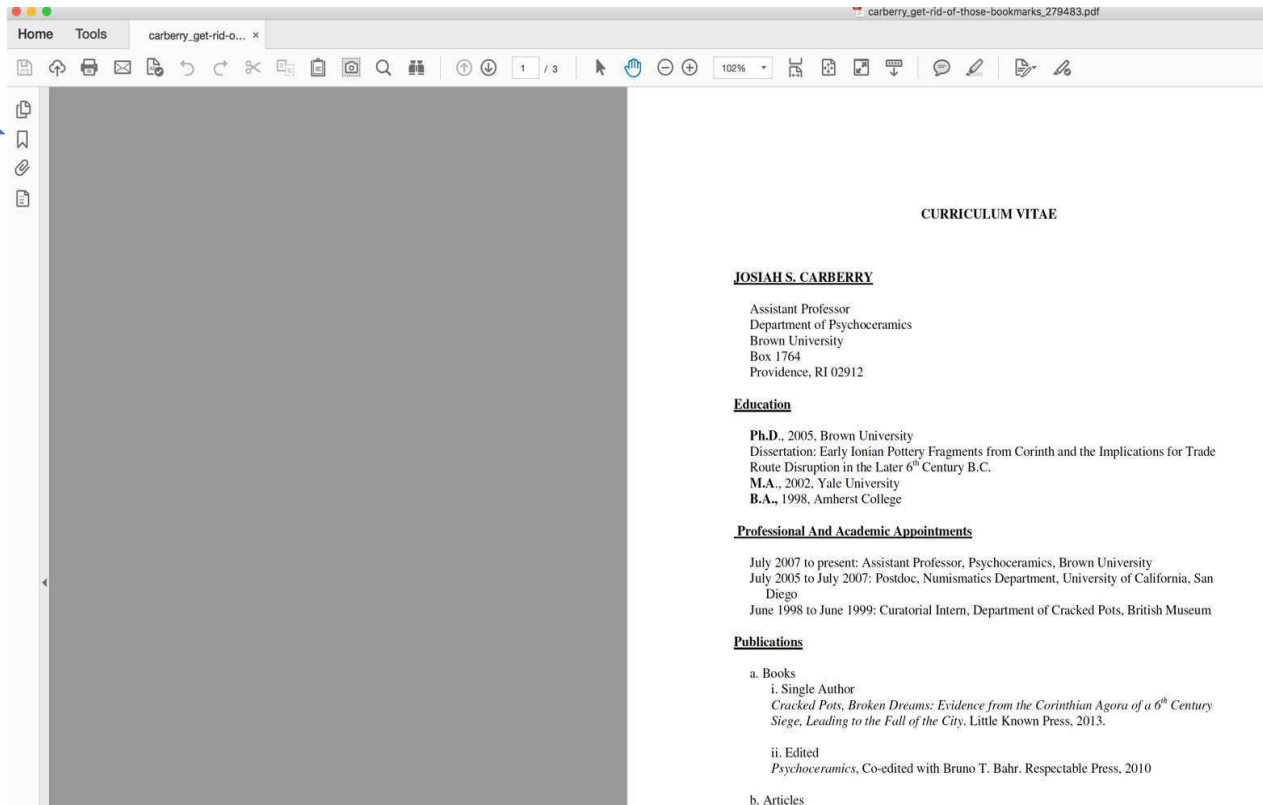 carberry_get-rid-of-those-bookmarks_279483.pdf
Home Tools carberry_get-rid-o... ×
1 / 3 102%
CURRICULUM VITAE
JOSIAH S. CARBERRY
Assistant Professor
Department of Psychoceramics
Brown University
Box 1764
Providence, RI 02912
Education
Ph.D., 2005, Brown University
Dissertation: Early Ionian Pottery Fragments from Corinth and the Implications for Trade
Route Disruption in the Later 6th Century B.C.
M.A., 2002, Yale University
B.A., 1998, Amherst College
Professional And Academic Appointments
July 2007 to present: Assistant Professor, Psychoceramics, Brown University
July 2005 to July 2007: Postdoc, Numismatics Department, University of California, San
Diego
June 1998 to June 1999: Curatorial Intern, Department of Cracked Pots, British Museum
Publications
a. Books
i. Single Author
Cracked Pots, Broken Dreams: Evidence from the Corinthian Agora of a 6th Century
Siege, Leading to the Fall of the City. Little Known Press, 2013.
ii. Edited
Psychoceramics, Co-edited with Bruno T. Bahr. Respectable Press, 2010
b. Articles